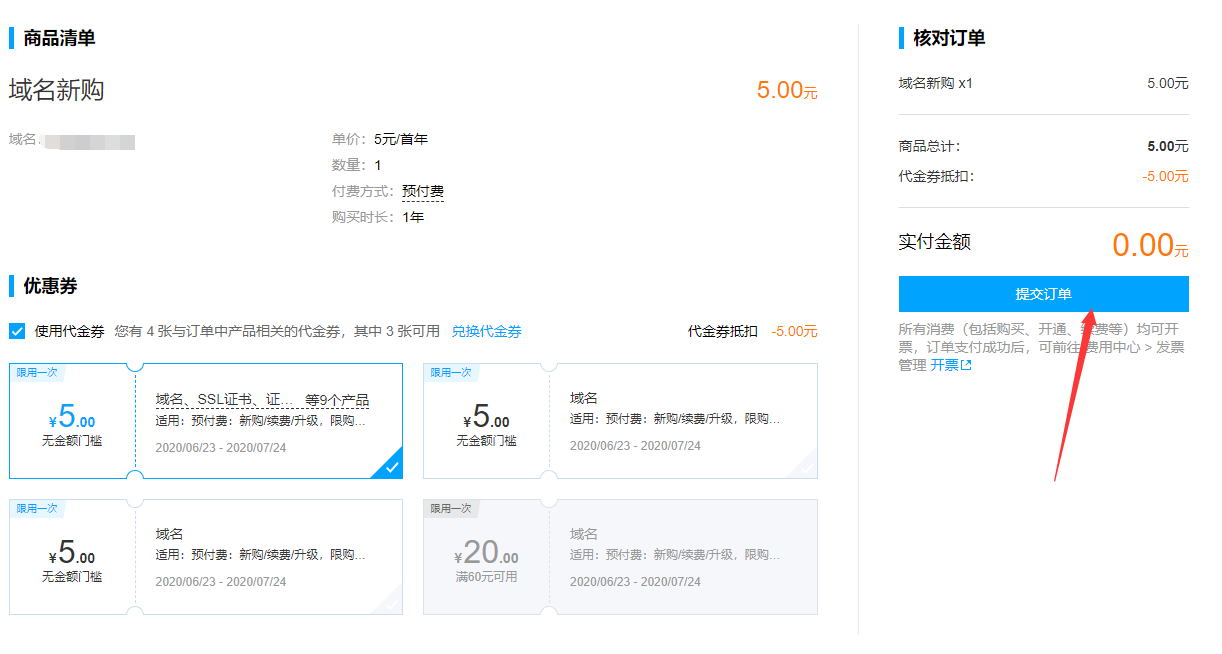 商品清单
域名新购
5.00元
域名
单价：5元/首年
数量：1
付费方式：预付费
购买时长：1年
优惠券
使用代金券 您有 4 张与订单中产品相关的代金券，其中 3 张可用 兑换代金券
代金券抵扣 -5.00元
限用一次
¥5.00
无金额门槛
域名、SSL证书、证... 等9个产品
适用：预付费：新购/续费/升级，限购...
2020/06/23 - 2020/07/24
限用一次
¥5.00
无金额门槛
域名
适用：预付费：新购/续费/升级，限购...
2020/06/23 - 2020/07/24
限用一次
¥5.00
无金额门槛
域名
适用：预付费：新购/续费/升级，限购...
2020/06/23 - 2020/07/24
限用一次
¥20.00
满60元可用
域名
适用：预付费：新购/续费/升级，限购...
2020/06/23 - 2020/07/24
核对订单
域名新购 x1 5.00元
商品总计： 5.00元
代金券抵扣： -5.00元
实付金额 0.00元
提交订单
所有消费（包括购买、开通、续费等）均可开
票，订单支付成功后，可前往 费用中心 > 发票
管理 开票